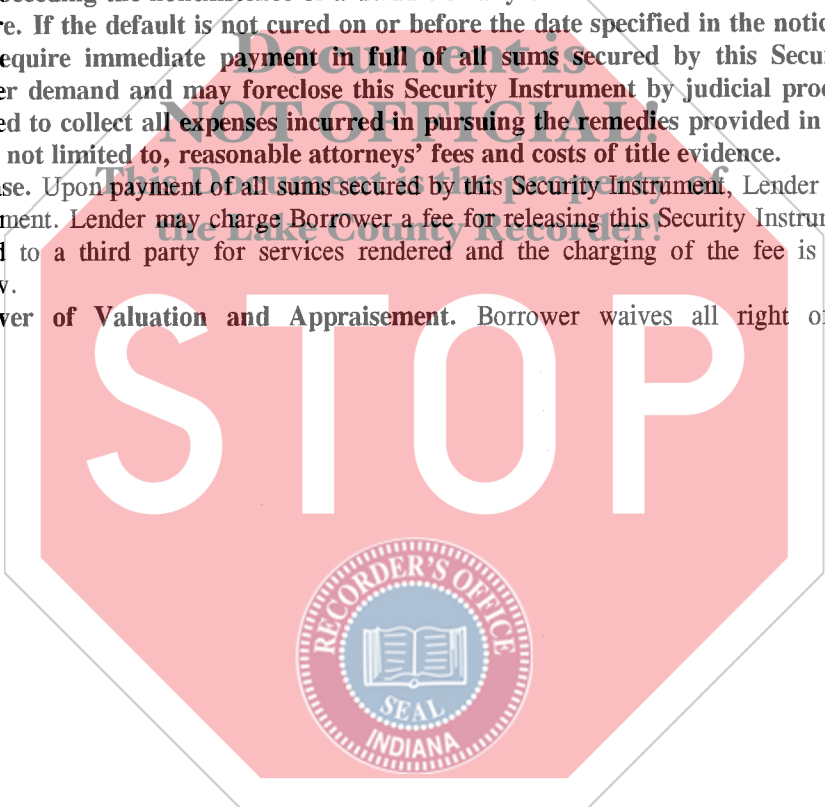 re. If the default is not cured on or before the date specified in the notic
equire immediate payment in full of all sums secured by this Secu
Document is
er demand and may foreclose this Security Instrument by judicial pro
NOT OFFICIAL!
ed to collect all expenses incurred in pursuing the remedies provided in
not limited to, reasonable attorneys' fees and costs of title evidence.
This Document is the property of
ase. Upon payment of all sums secured by this Security Instrument, Lender
ment. Lender may charge Borrower a fee for releasing this Security Instru
the Lake County Recorder!
d to a third party for services rendered and the charging of the fee is
v.
ver of Valuation and Appraisement. Borrower waives all right o
STOP
RECORDER'S OFFICE
SEAL
INDIANA